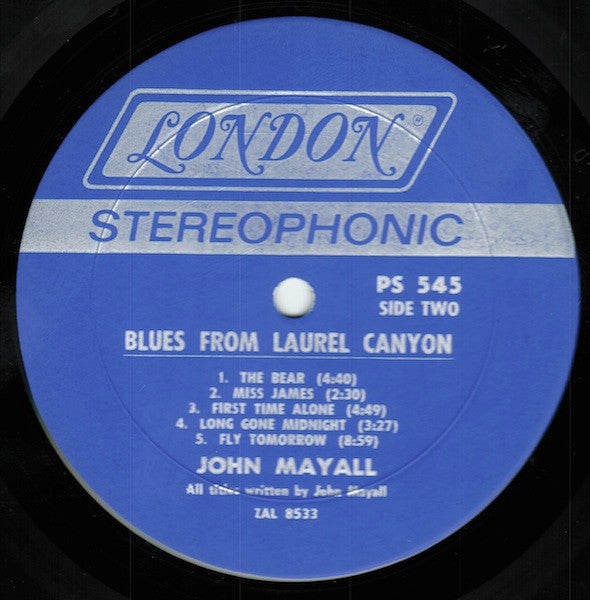 LONDON®
STEREOPHONIC
PS 545
SIDE TWO
BLUES FROM LAUREL CANYON
1. THE BEAR (4:40)
2. MISS JAMES (2:30)
3. FIRST TIME ALONE (4:49)
4. LONG GONE MIDNIGHT (3:27)
5. FLY TOMORROW (8:59)
JOHN MAYALL
All titles written by John Mayall
ZAL 8533